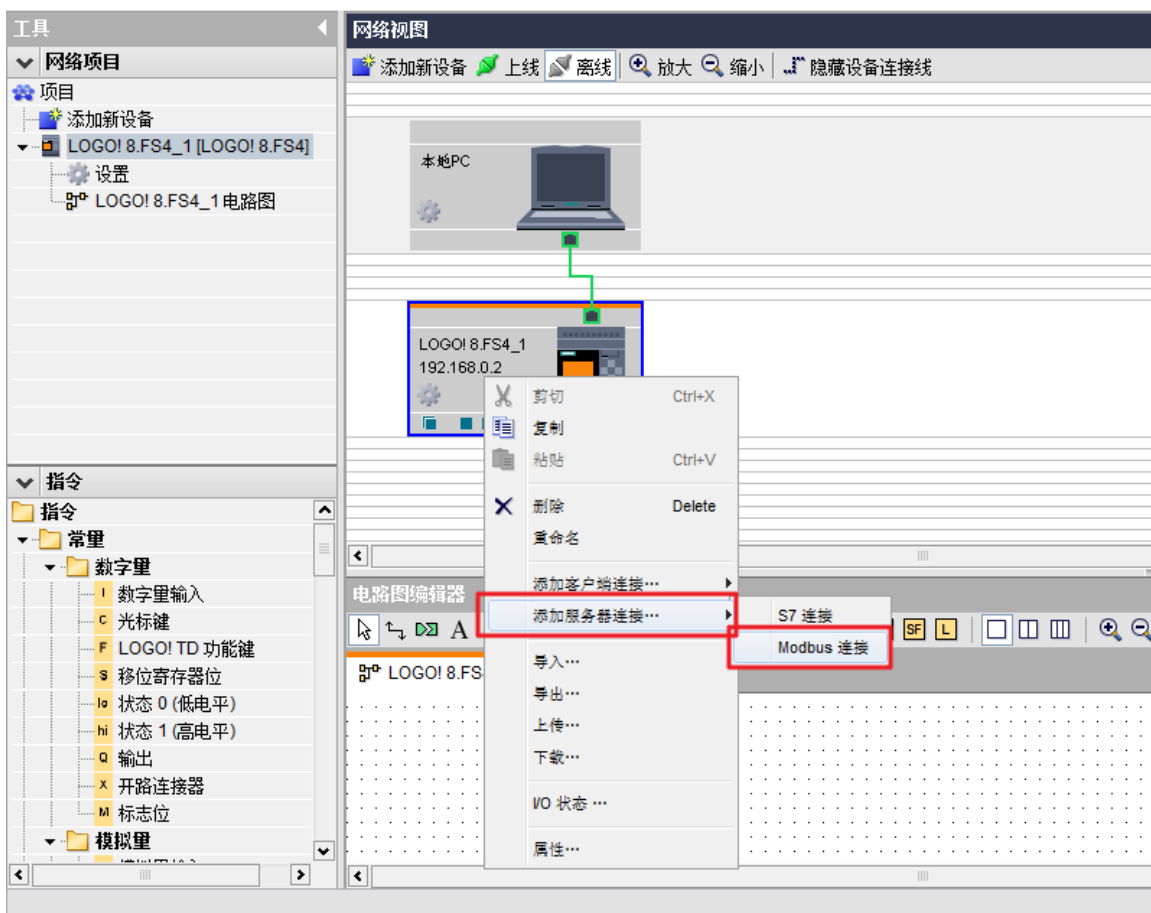 工具
网络项目
项目
添加新设备
LOGO! 8.FS4_1 [LOGO! 8.FS4]
设置
LOGO! 8.FS4_1 电路图
指令
指令
常量
数字量
I 数字量输入
C 光标键
F LOGO! TD 功能键
S 移位寄存器位
lo 状态 0 (低电平)
hi 状态 1 (高电平)
Q 输出
X 开路连接器
M 标志位
模拟量
网络视图
添加新设备 上线 离线 放大 缩小 隐藏设备连接线
本地PC
LOGO! 8.FS4_1
192.168.0.2
剪切 Ctrl+X
复制
粘贴 Ctrl+V
删除 Delete
重命名
添加客户端连接…
添加服务器连接…
导入…
导出…
上传…
下载…
I/O 状态 …
属性…
S7 连接
Modbus 连接
电路图编辑器
A SF L
LOGO! 8.FS